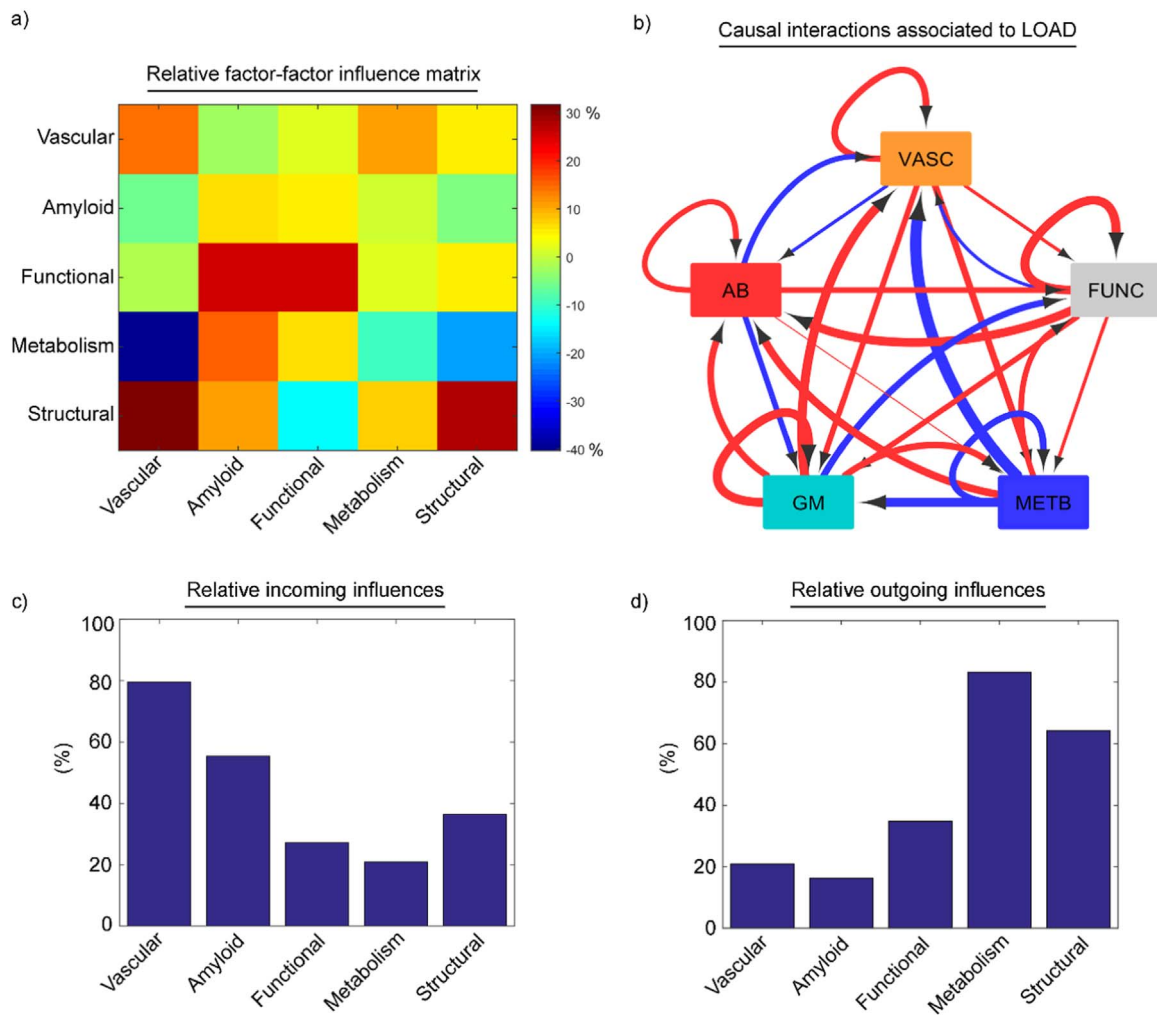 a)
Relative factor-factor influence matrix
Vascular
Amyloid
Functional
Metabolism
Structural
Vascular
Amyloid
Functional
Metabolism
Structural
30 %
20
10
0
-10
-20
-30
-40 %
b)
Causal interactions associated to LOAD
VASC
AB
FUNC
GM
METB
c)
Relative incoming influences
(%)
100
80
60
40
20
0
Vascular
Amyloid
Functional
Metabolism
Structural
d)
Relative outgoing influences
(%)
100
80
60
40
20
0
Vascular
Amyloid
Functional
Metabolism
Structural